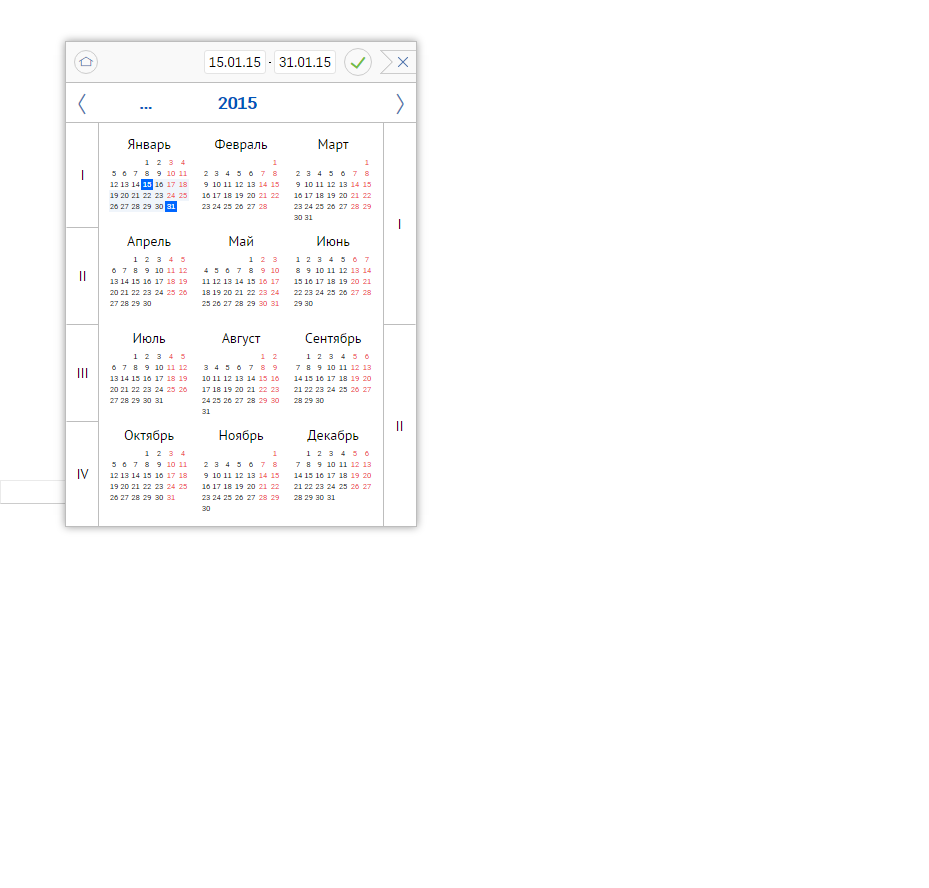 15.01.15 - 31.01.15
... 2015
Январь Февраль Март
1 2 3 4 1 1
5 6 7 8 9 10 11 2 3 4 5 6 7 8 2 3 4 5 6 7 8
12 13 14 15 16 17 18 9 10 11 12 13 14 15 9 10 11 12 13 14 15
19 20 21 22 23 24 25 16 17 18 19 20 21 22 16 17 18 19 20 21 22
26 27 28 29 30 31 23 24 25 26 27 28 23 24 25 26 27 28 29
30 31
I
I
Апрель Май Июнь
1 2 3 4 5 1 2 3 1 2 3 4 5 6 7
6 7 8 9 10 11 12 4 5 6 7 8 9 10 8 9 10 11 12 13 14
13 14 15 16 17 18 19 11 12 13 14 15 16 17 15 16 17 18 19 20 21
20 21 22 23 24 25 26 18 19 20 21 22 23 24 22 23 24 25 26 27 28
27 28 29 30 25 26 27 28 29 30 31 29 30
II
Июль Август Сентябрь
1 2 3 4 5 1 2 1 2 3 4 5 6
6 7 8 9 10 11 12 3 4 5 6 7 8 9 7 8 9 10 11 12 13
13 14 15 16 17 18 19 10 11 12 13 14 15 16 14 15 16 17 18 19 20
20 21 22 23 24 25 26 17 18 19 20 21 22 23 21 22 23 24 25 26 27
27 28 29 30 31 24 25 26 27 28 29 30 28 29 30
31
III
II
Октябрь Ноябрь Декабрь
1 2 3 4 1 1 2 3 4 5 6
5 6 7 8 9 10 11 2 3 4 5 6 7 8 7 8 9 10 11 12 13
12 13 14 15 16 17 18 9 10 11 12 13 14 15 14 15 16 17 18 19 20
19 20 21 22 23 24 25 16 17 18 19 20 21 22 21 22 23 24 25 26 27
26 27 28 29 30 31 23 24 25 26 27 28 29 28 29 30 31
30
IV